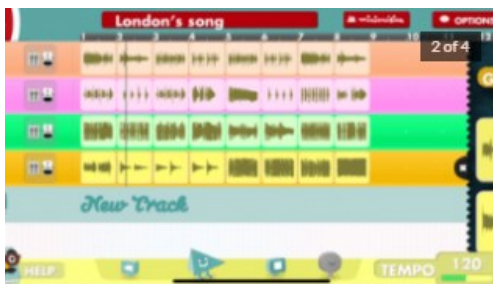 London's song
OPTIONS
1 2 3 4 5 6 7 8 9 10 12
2 of 4
New Track
HELP
TEMPO 120